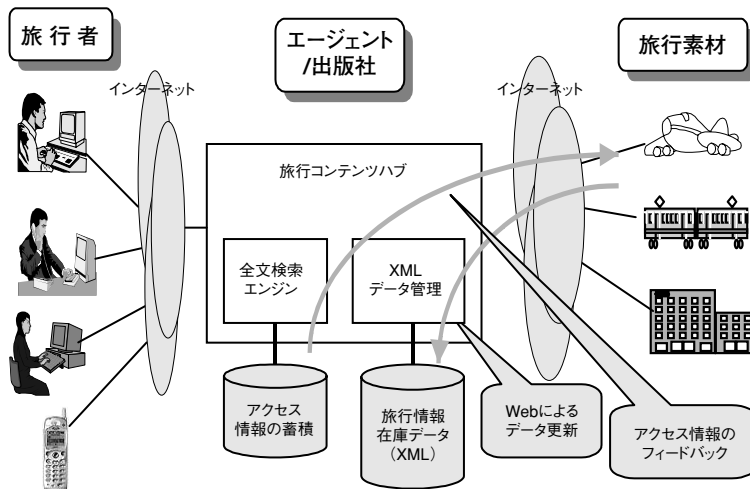 旅 行 者
エージェント
/出版社
旅行素材
インターネット
インターネット
旅行コンテンツハブ
全文検索
エンジン
XML
データ管理
アクセス
情報の蓄積
旅行情報
在庫データ
（XML）
Webによる
データ更新
アクセス情報の
フィードバック